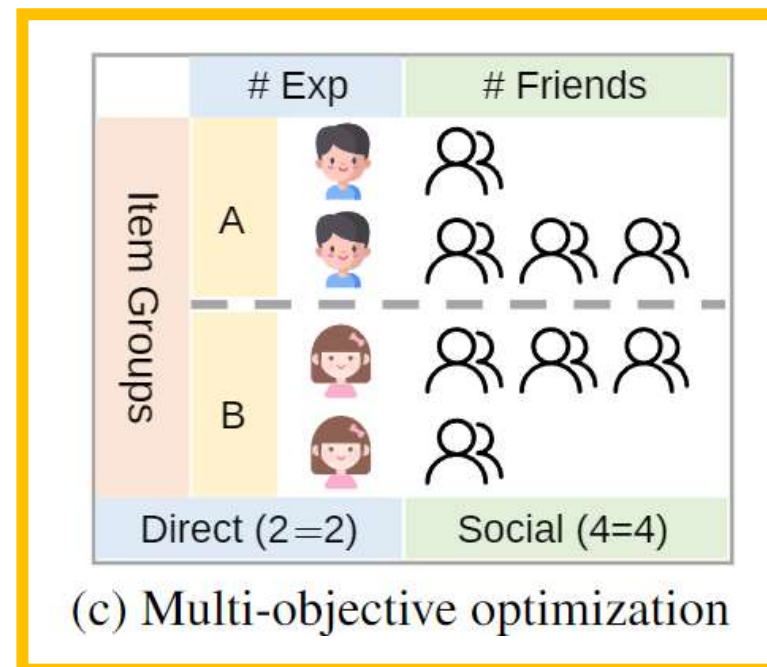 # Exp # Friends
Item Groups
A
B
Direct (2=2) Social (4=4)
(c) Multi-objective optimization